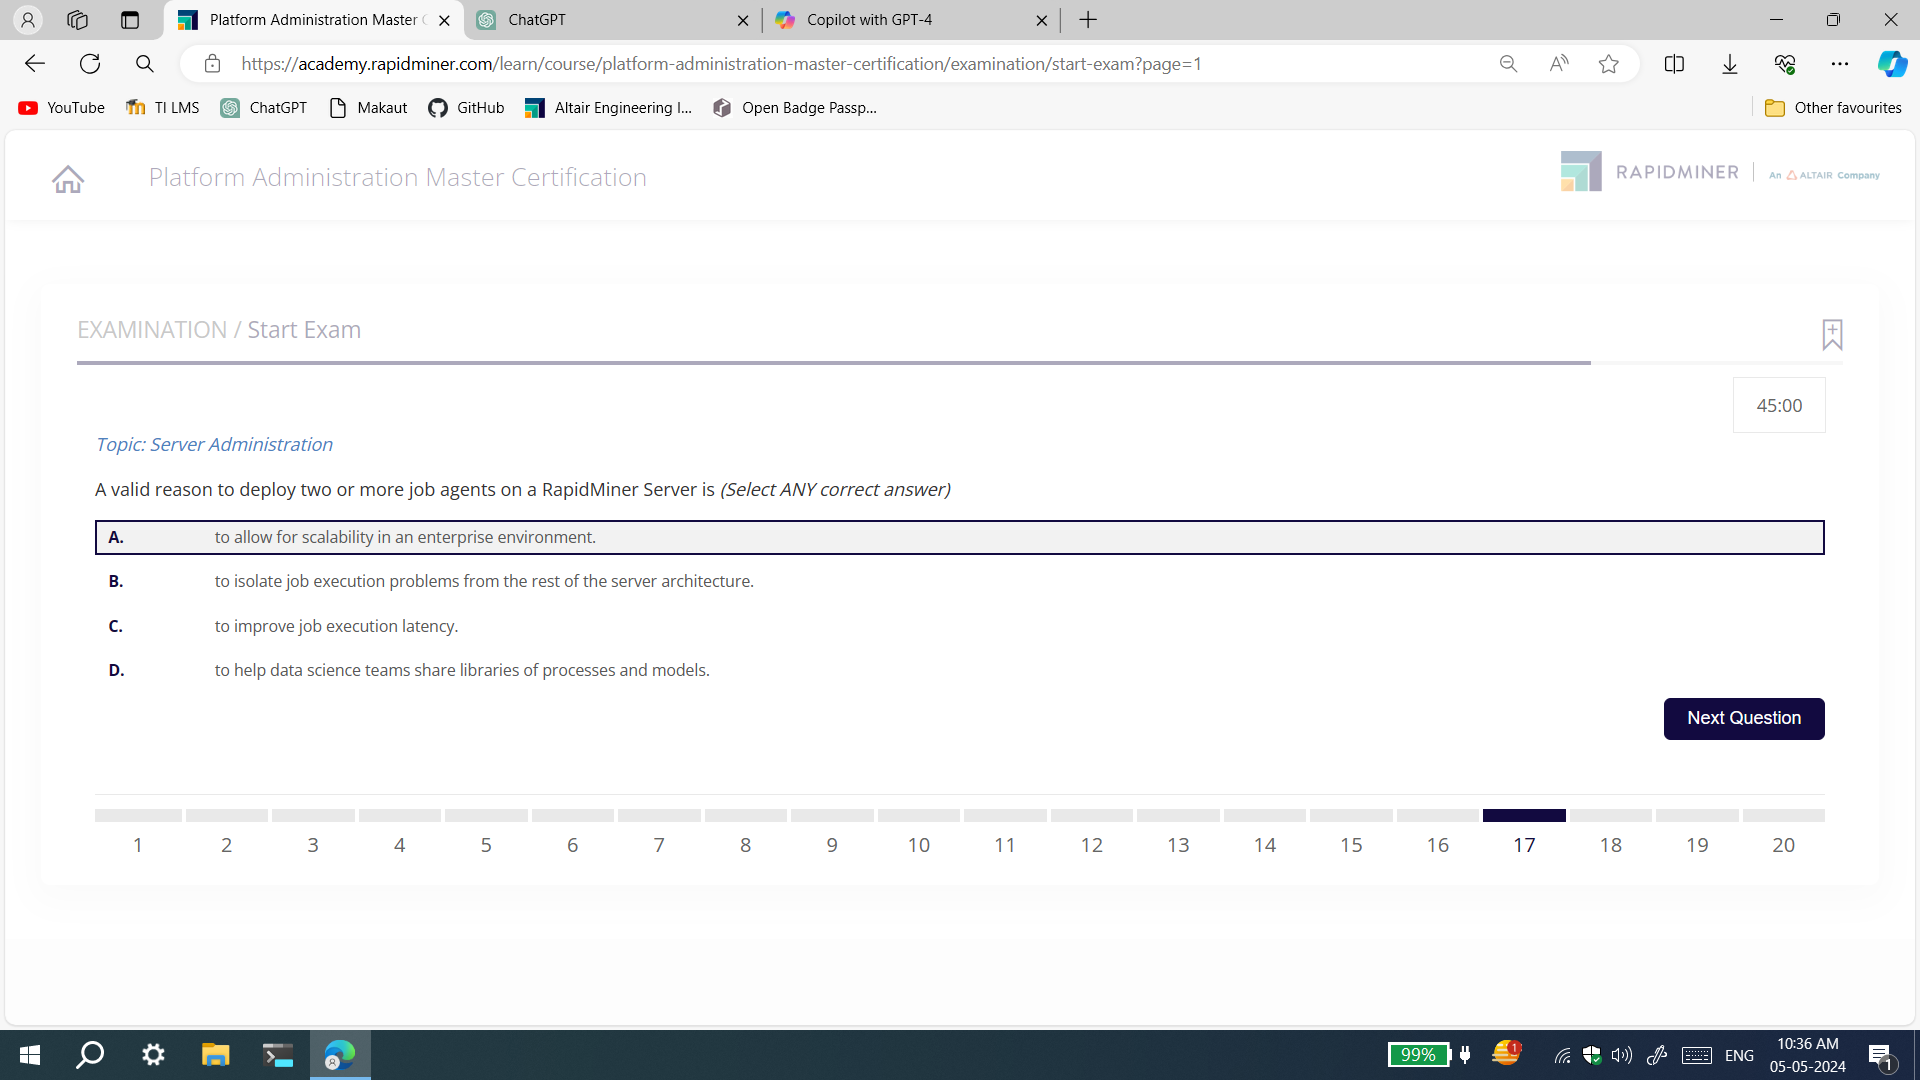 Platform Administration Master C
ChatGPT
Copilot with GPT-4
https://academy.rapidminer.com/learn/course/platform-administration-master-certification/examination/start-exam?page=1
YouTube
TI LMS
ChatGPT
Makaut
GitHub
Altair Engineering I...
Open Badge Passp...
Other favourites
Platform Administration Master Certification
RAPIDMINER
An ALTAIR Company
EXAMINATION / Start Exam
45:00
Topic: Server Administration
A valid reason to deploy two or more job agents on a RapidMiner Server is (Select ANY correct answer)
A. to allow for scalability in an enterprise environment.
B. to isolate job execution problems from the rest of the server architecture.
C. to improve job execution latency.
D. to help data science teams share libraries of processes and models.
Next Question
1 2 3 4 5 6 7 8 9 10 11 12 13 14 15 16 17 18 19 20
99%
1
ENG
10:36 AM
05-05-2024
1